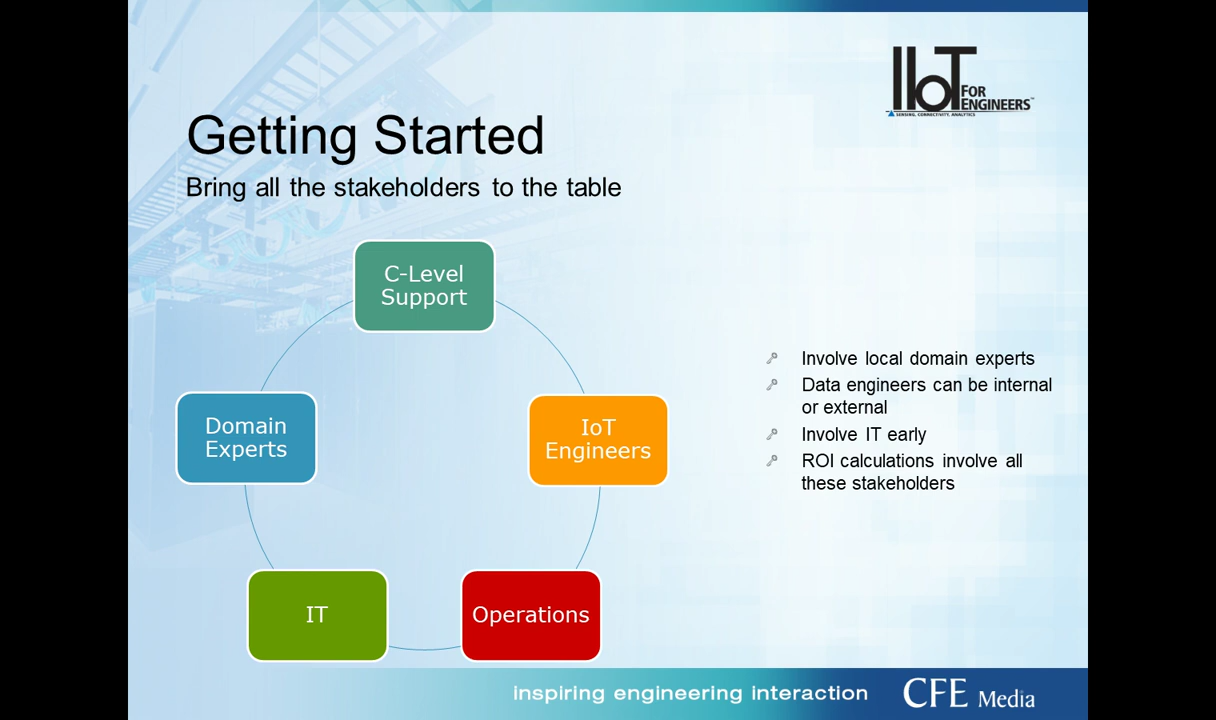 IIoT FOR ENGINEERS™
SENSING, CONNECTIVITY, ANALYTICS
Getting Started
Bring all the stakeholders to the table
C-Level
Support
Domain
Experts
IoT
Engineers
IT
Operations
Involve local domain experts
Data engineers can be internal
or external
Involve IT early
ROI calculations involve all
these stakeholders
inspiring engineering interaction
CFE Media